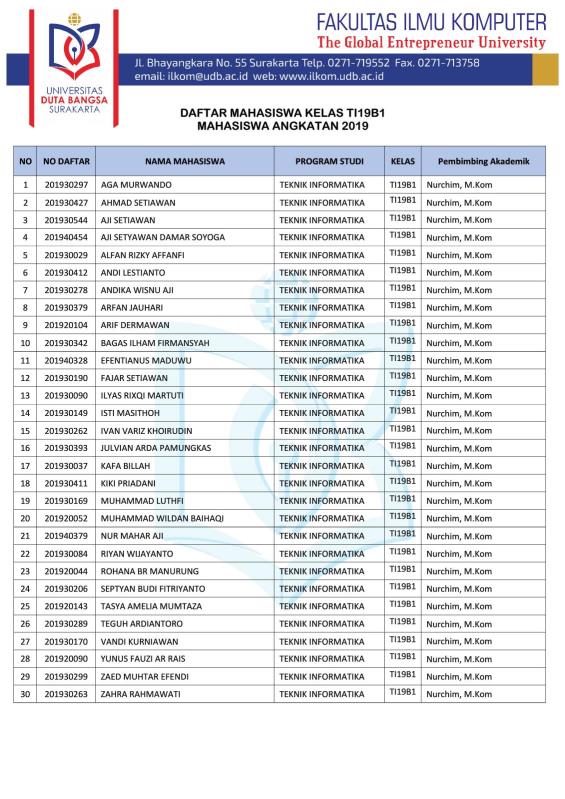 FAKULTAS ILMU KOMPUTER
The Global Entrepreneur University
Jl. Bhayangkara No. 55 Surakarta Telp. 0271-719552 Fax. 0271-713758
email: ilkom@udb.ac.id web: www.ilkom.udb.ac.id
UNIVERSITAS
DUTA BANGSA
SURAKARTA
DAFTAR MAHASISWA KELAS TI19B1
MAHASISWA ANGKATAN 2019
NO NO DAFTAR NAMA MAHASISWA PROGRAM STUDI KELAS Pembimbing Akademik
1 201930297 AGA MURWANDO TEKNIK INFORMATIKA TI19B1 Nurchim, M.Kom
2 201930427 AHMAD SETIAWAN TEKNIK INFORMATIKA TI19B1 Nurchim, M.Kom
3 201930544 AJI SETIAWAN TEKNIK INFORMATIKA TI19B1 Nurchim, M.Kom
4 201940454 AJI SETYAWAN DAMAR SOYOGA TEKNIK INFORMATIKA TI19B1 Nurchim, M.Kom
5 201930029 ALFAN RIZKY AFFANFI TEKNIK INFORMATIKA TI19B1 Nurchim, M.Kom
6 201930412 ANDI LESTIANTO TEKNIK INFORMATIKA TI19B1 Nurchim, M.Kom
7 201930278 ANDIKA WISNU AJI TEKNIK INFORMATIKA TI19B1 Nurchim, M.Kom
8 201930379 ARFAN JAUHARI TEKNIK INFORMATIKA TI19B1 Nurchim, M.Kom
9 201920104 ARIF DERMAWAN TEKNIK INFORMATIKA TI19B1 Nurchim, M.Kom
10 201930342 BAGAS ILHAM FIRMANSYAH TEKNIK INFORMATIKA TI19B1 Nurchim, M.Kom
11 201940328 EFENTIANUS MADUWU TEKNIK INFORMATIKA TI19B1 Nurchim, M.Kom
12 201930190 FAJAR SETIAWAN TEKNIK INFORMATIKA TI19B1 Nurchim, M.Kom
13 201930090 ILYAS RIXQI MARTUTI TEKNIK INFORMATIKA TI19B1 Nurchim, M.Kom
14 201930149 ISTI MASITHOH TEKNIK INFORMATIKA TI19B1 Nurchim, M.Kom
15 201930262 IVAN VARIZ KHOIRUDIN TEKNIK INFORMATIKA TI19B1 Nurchim, M.Kom
16 201930393 JULVIAN ARDA PAMUNGKAS TEKNIK INFORMATIKA TI19B1 Nurchim, M.Kom
17 201930037 KAFA BILLAH TEKNIK INFORMATIKA TI19B1 Nurchim, M.Kom
18 201930411 KIKI PRIADANI TEKNIK INFORMATIKA TI19B1 Nurchim, M.Kom
19 201930169 MUHAMMAD LUTHFI TEKNIK INFORMATIKA TI19B1 Nurchim, M.Kom
20 201920052 MUHAMMAD WILDAN BAIHAQI TEKNIK INFORMATIKA TI19B1 Nurchim, M.Kom
21 201940379 NUR MAHAR AJI TEKNIK INFORMATIKA TI19B1 Nurchim, M.Kom
22 201930084 RIYAN WIJAYANTO TEKNIK INFORMATIKA TI19B1 Nurchim, M.Kom
23 201920044 ROHANA BR MANURUNG TEKNIK INFORMATIKA TI19B1 Nurchim, M.Kom
24 201930206 SEPTYAN BUDI FITRIYANTO TEKNIK INFORMATIKA TI19B1 Nurchim, M.Kom
25 201920143 TASYA AMELIA MUMTAZA TEKNIK INFORMATIKA TI19B1 Nurchim, M.Kom
26 201930289 TEGUH ARDIANTORO TEKNIK INFORMATIKA TI19B1 Nurchim, M.Kom
27 201930170 VANDI KURNIAWAN TEKNIK INFORMATIKA TI19B1 Nurchim, M.Kom
28 201920090 YUNUS FAUZI AR RAIS TEKNIK INFORMATIKA TI19B1 Nurchim, M.Kom
29 201930299 ZAED MUHTAR EFENDI TEKNIK INFORMATIKA TI19B1 Nurchim, M.Kom
30 201930263 ZAHRA RAHMAWATI TEKNIK INFORMATIKA TI19B1 Nurchim, M.Kom